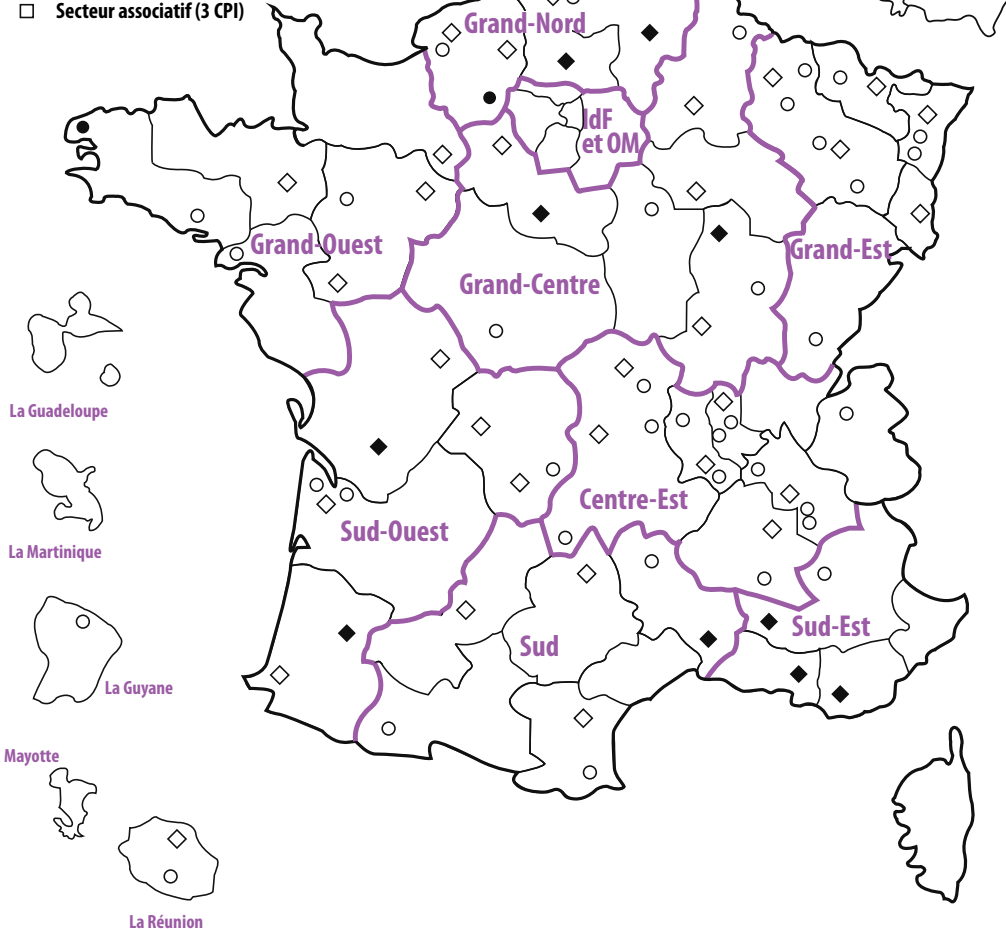 □ Secteur associatif (3 CPI)
Grand-Nord
IdF
et OM
Grand-Ouest
Grand-Est
Grand-Centre
La Guadeloupe
Centre-Est
Sud-Ouest
La Martinique
Sud-Est
Sud
La Guyane
Mayotte
La Réunion